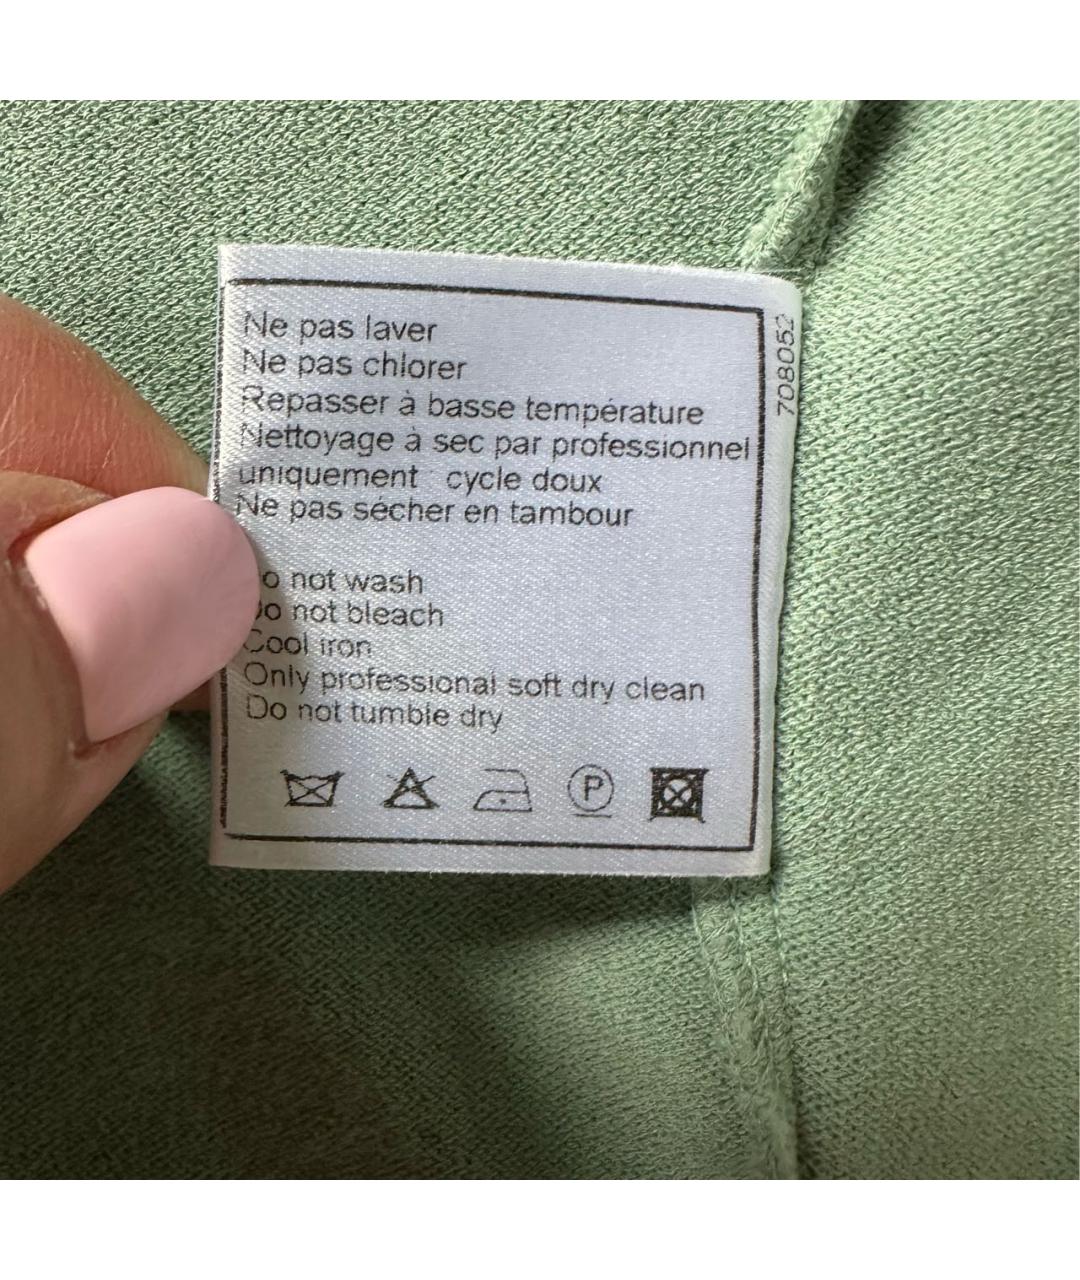 Ne pas laver
Ne pas chlorer
Repasser à basse température
Nettoyage à sec par professionnel
uniquement cycle doux
Ne pas sécher en tambour
o not wash
Do not bleach
Cool iron
Only professional soft dry clean
Do not tumble dry
P
708052